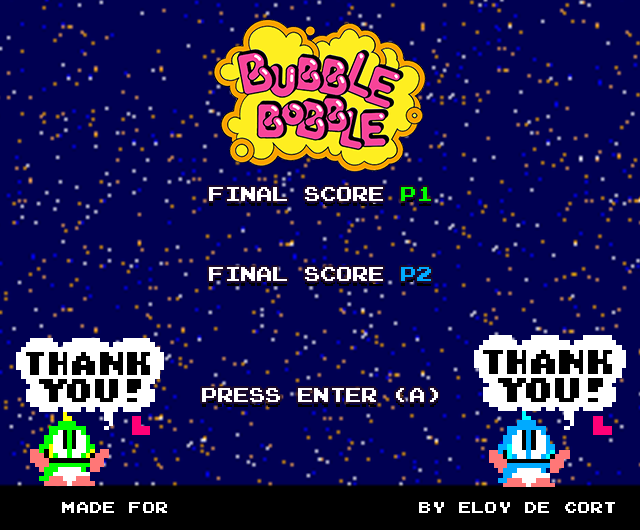 BUBBLE
BOBBLE
FINAL SCORE P1
FINAL SCORE P2
THANK
YOU!
THANK
YOU!
PRESS ENTER (A)
MADE FOR
BY ELOY DE CORT